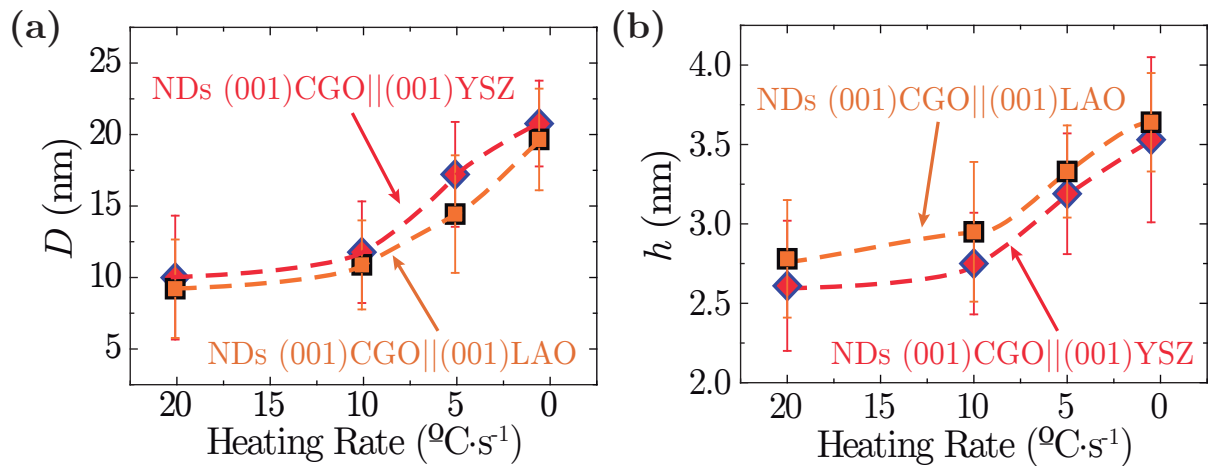 (a)
25
20
15
10
5
D (nm)
NDs (001)CGO||(001)YSZ
NDs (001)CGO||(001)LAO
20 15 10 5 0
Heating Rate (ºC·s⁻¹)
(b)
4.0
3.5
3.0
2.5
2.0
h (nm)
NDs (001)CGO||(001)LAO
NDs (001)CGO||(001)YSZ
20 15 10 5 0
Heating Rate (ºC·s⁻¹)